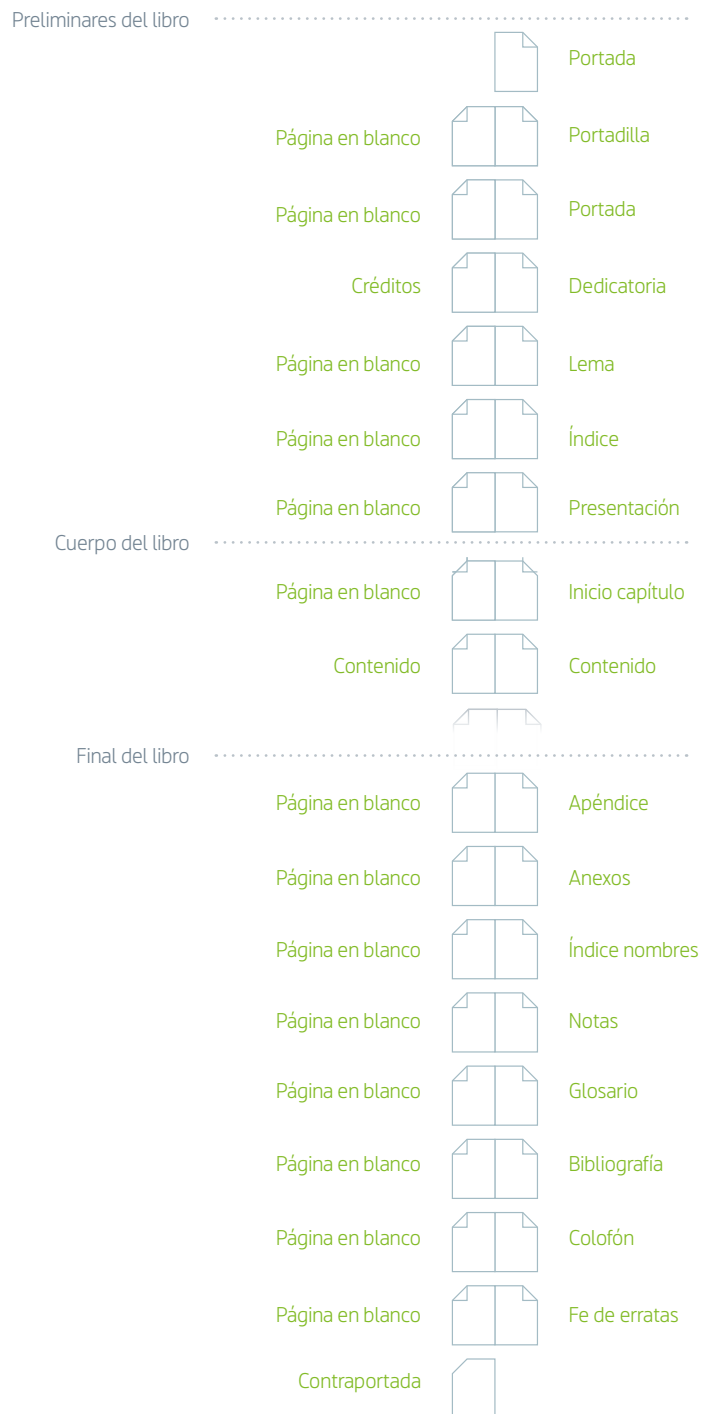 Preliminares del libro
Portada
Página en blanco
Portadilla
Página en blanco
Portada
Créditos
Dedicatoria
Página en blanco
Lema
Página en blanco
Índice
Página en blanco
Presentación
Cuerpo del libro
Página en blanco
Inicio capítulo
Contenido
Contenido
Final del libro
Página en blanco
Apéndice
Página en blanco
Anexos
Página en blanco
Índice nombres
Página en blanco
Notas
Página en blanco
Glosario
Página en blanco
Bibliografía
Página en blanco
Colofón
Página en blanco
Fe de erratas
Contraportada